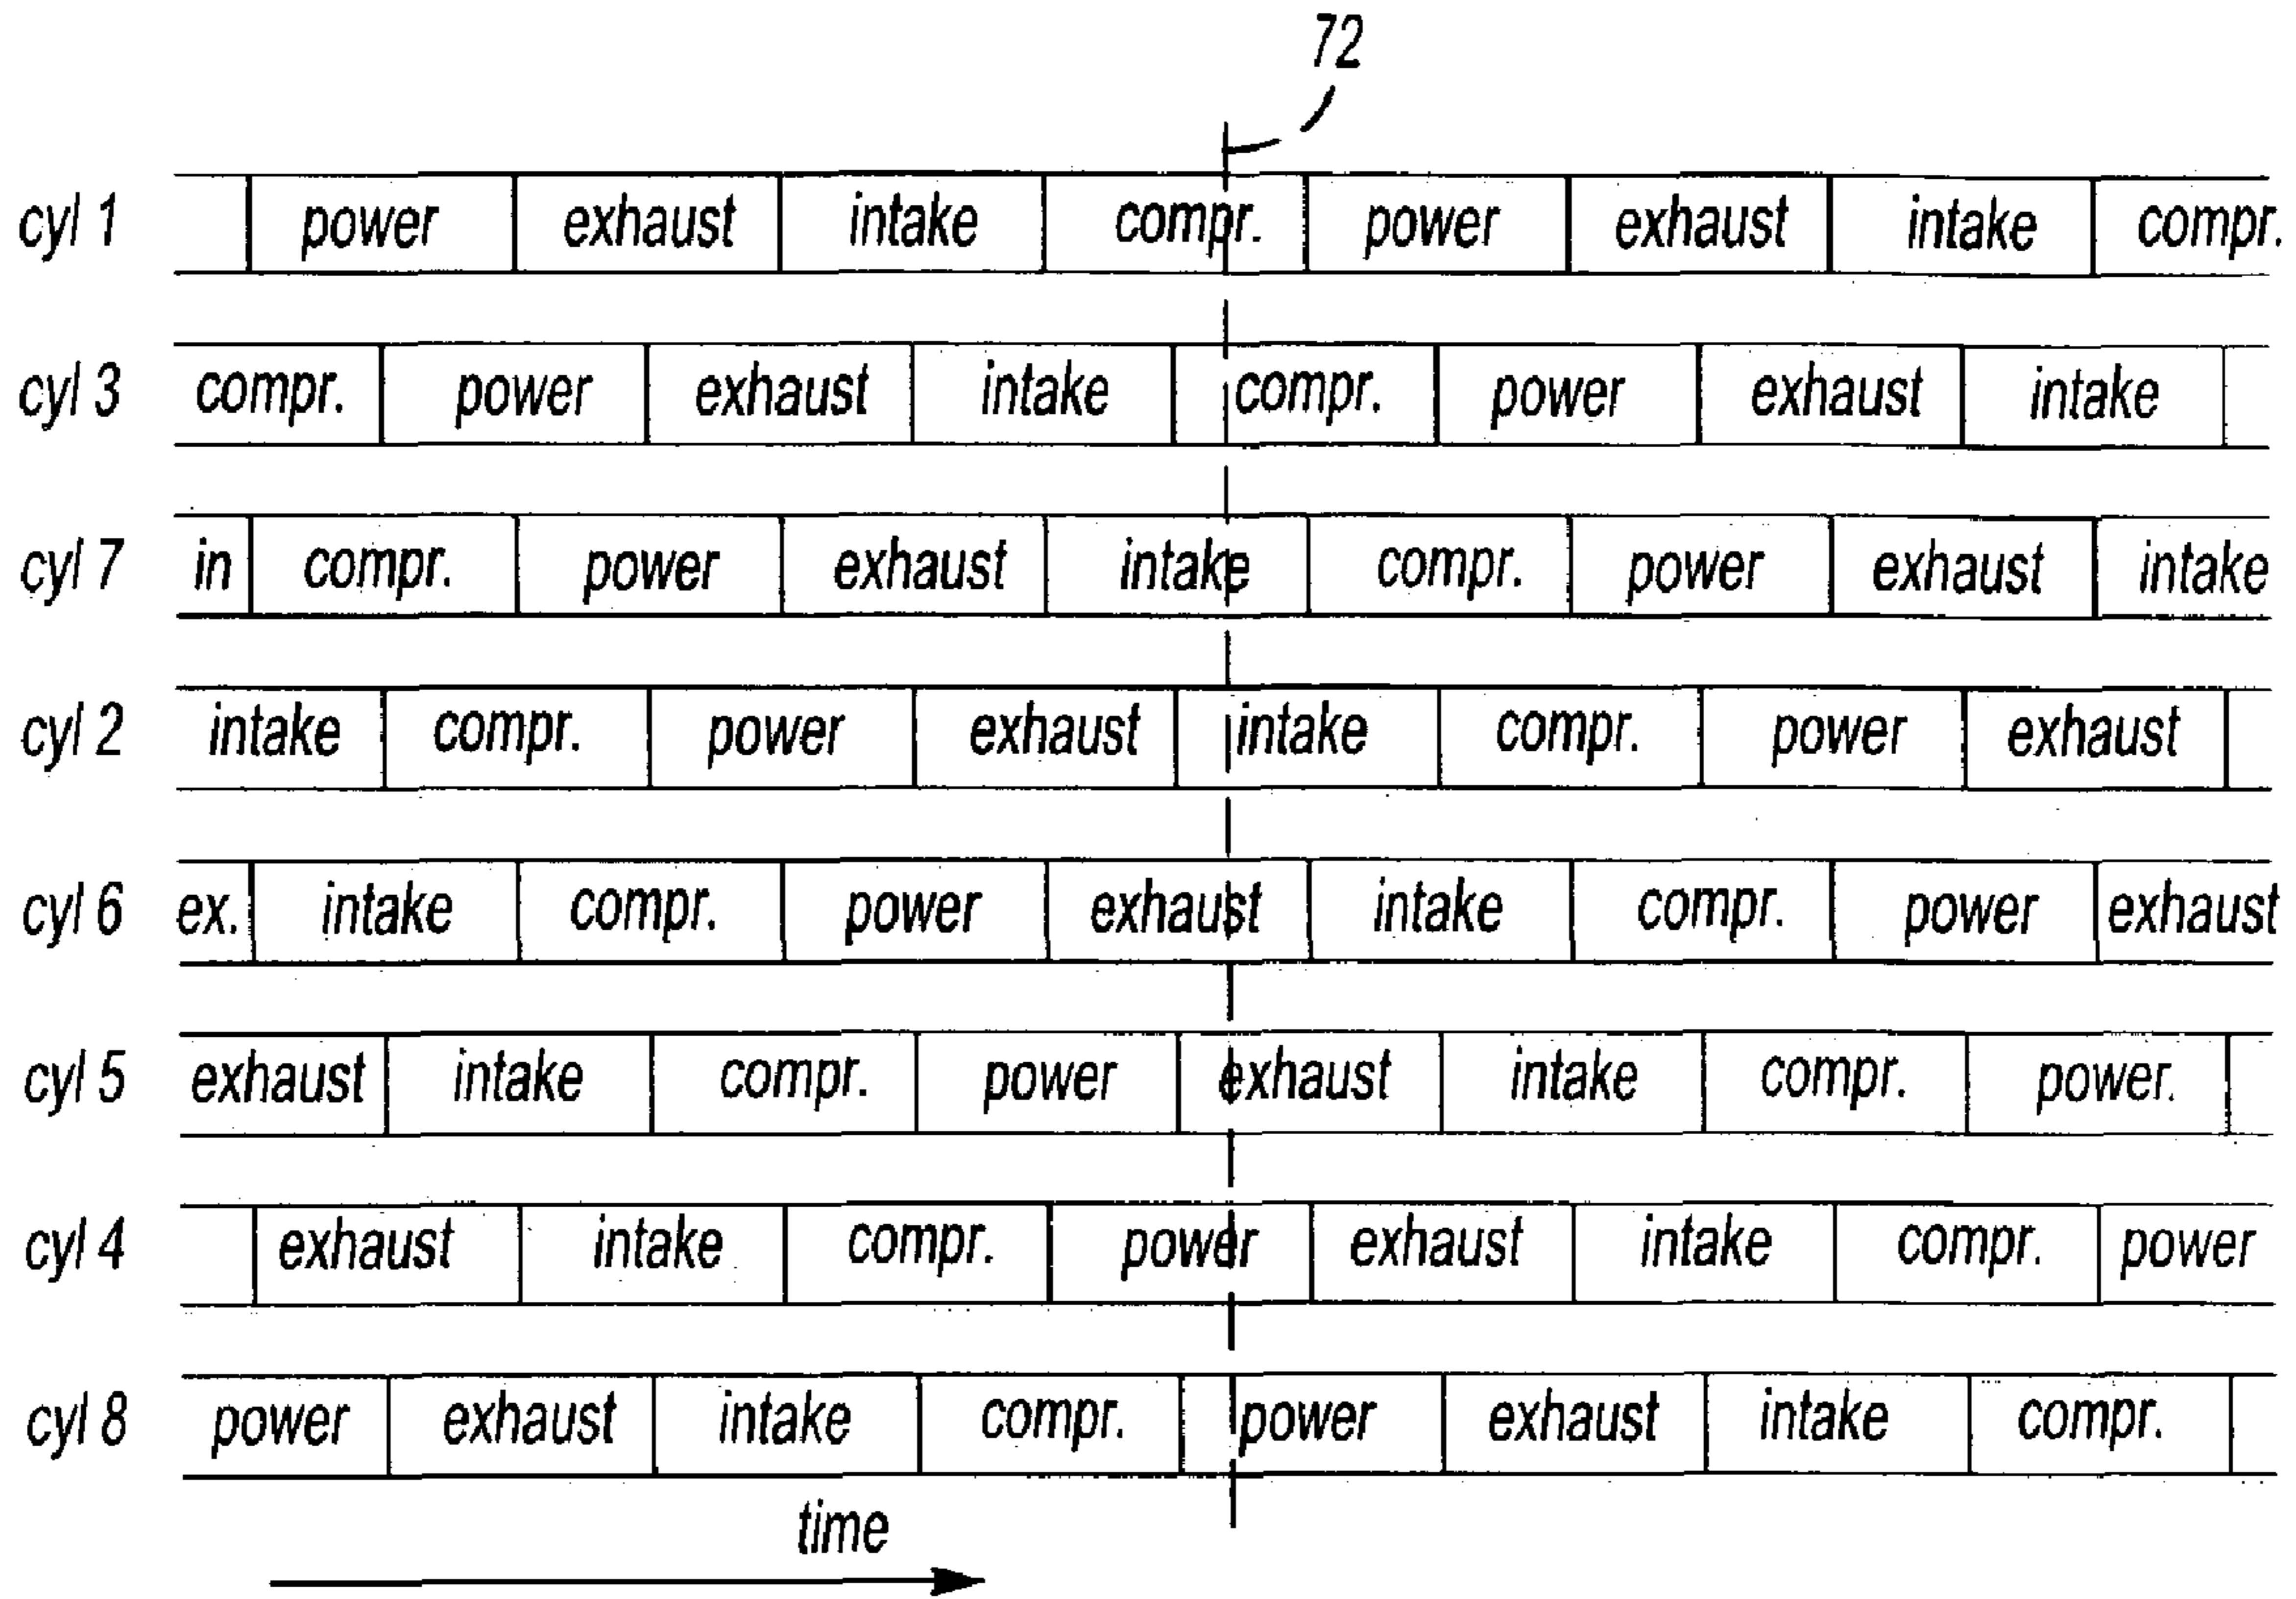 72
cyl 1 power exhaust intake compr. power exhaust intake compr.
cyl 3 compr. power exhaust intake compr. power exhaust intake
cyl 7 in compr. power exhaust intake compr. power exhaust intake
cyl 2 intake compr. power exhaust intake compr. power exhaust
cyl 6 ex. intake compr. power exhaust intake compr. power exhaust
cyl 5 exhaust intake compr. power exhaust intake compr. power.
cyl 4 exhaust intake compr. power exhaust intake compr. power
cyl 8 power exhaust intake compr. power exhaust intake compr.
time